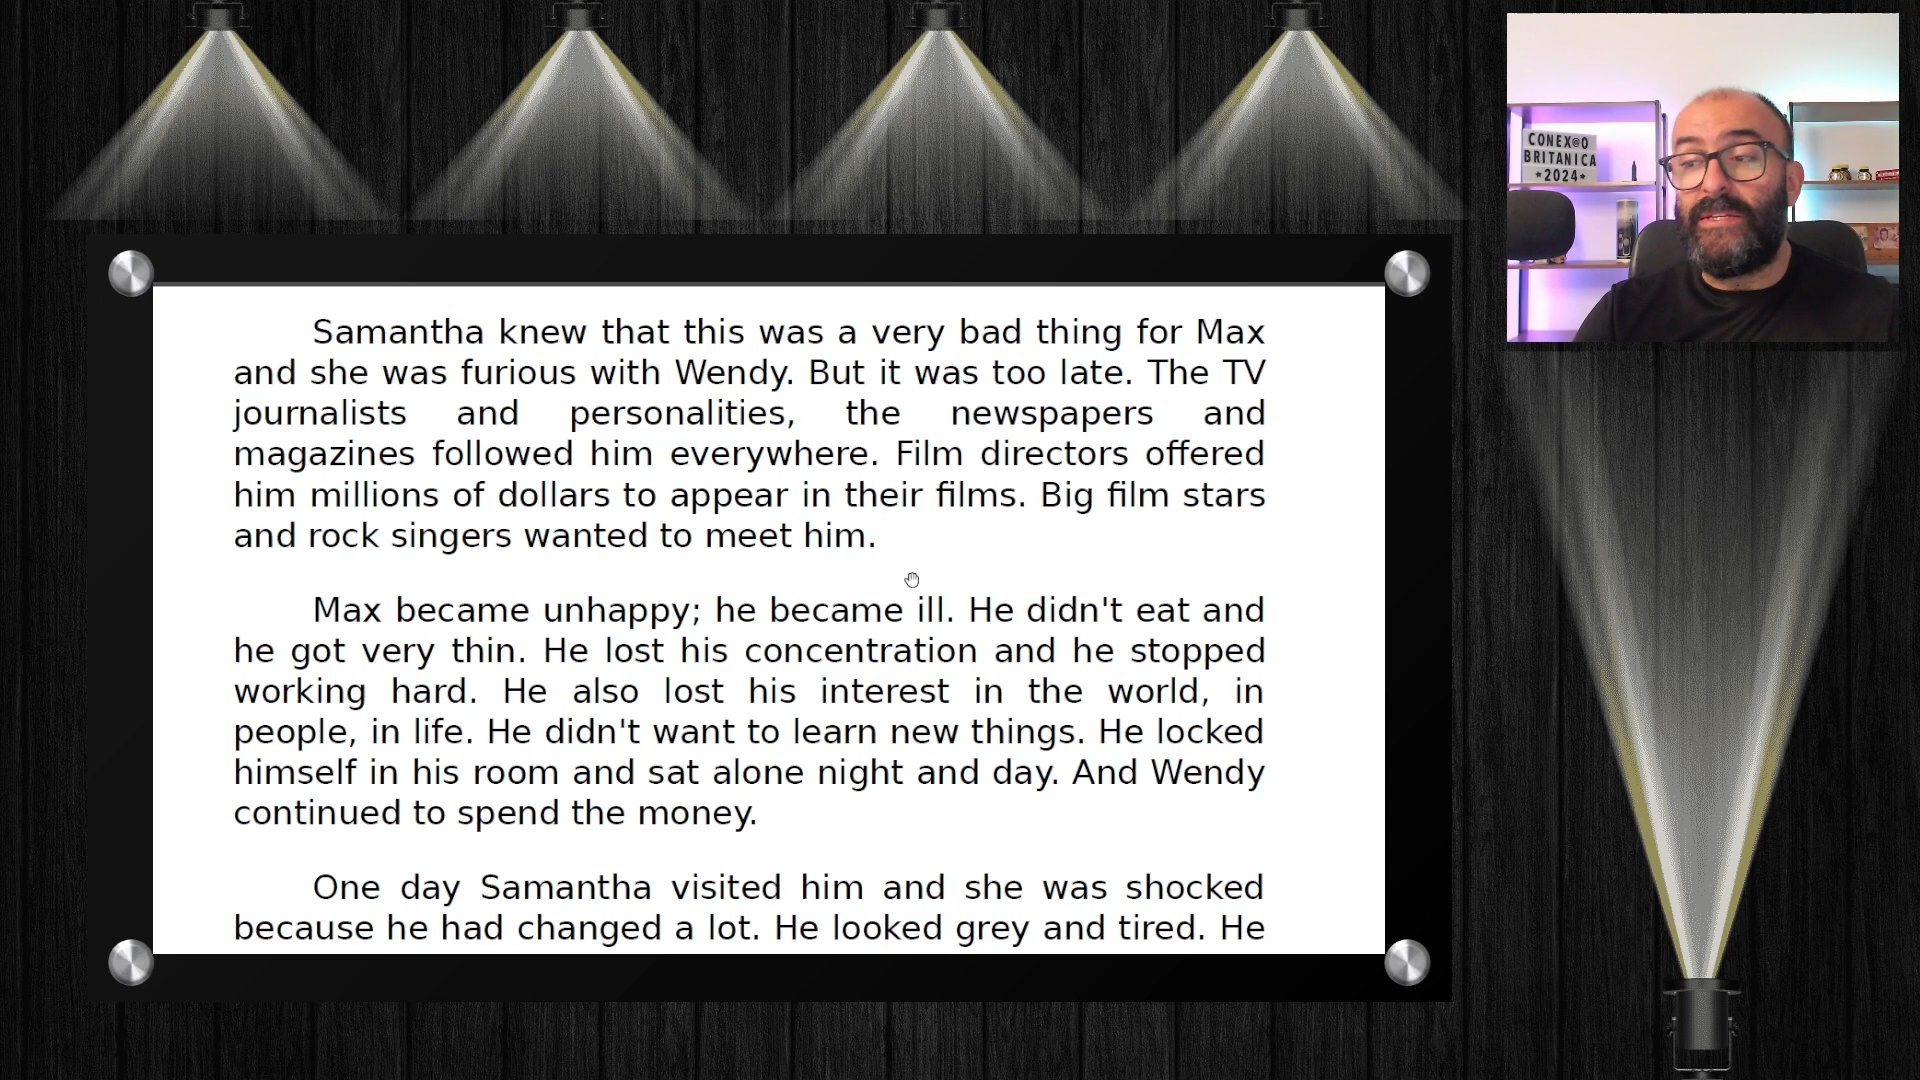 CONEX@O
BRITANICA
*2024*
Samantha knew that this was a very bad thing for Max
and she was furious with Wendy. But it was too late. The TV
journalists and personalities, the newspapers and
magazines followed him everywhere. Film directors offered
him millions of dollars to appear in their films. Big film stars
and rock singers wanted to meet him.
Max became unhappy; he became ill. He didn't eat and
he got very thin. He lost his concentration and he stopped
working hard. He also lost his interest in the world, in
people, in life. He didn't want to learn new things. He locked
himself in his room and sat alone night and day. And Wendy
continued to spend the money.
One day Samantha visited him and she was shocked
because he had changed a lot. He looked grey and tired. He